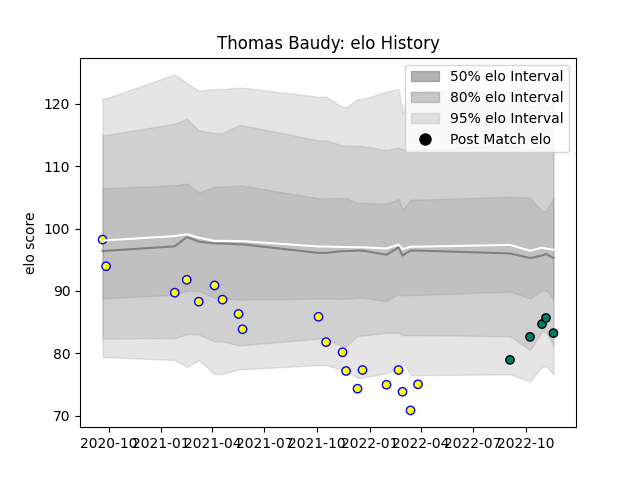 Thomas Baudy: elo History
50% elo Interval
80% elo Interval
95% elo Interval
Post Match elo
elo score
120
110
100
90
80
70
2020-10 2021-01 2021-04 2021-07 2021-10 2022-01 2022-04 2022-07 2022-10